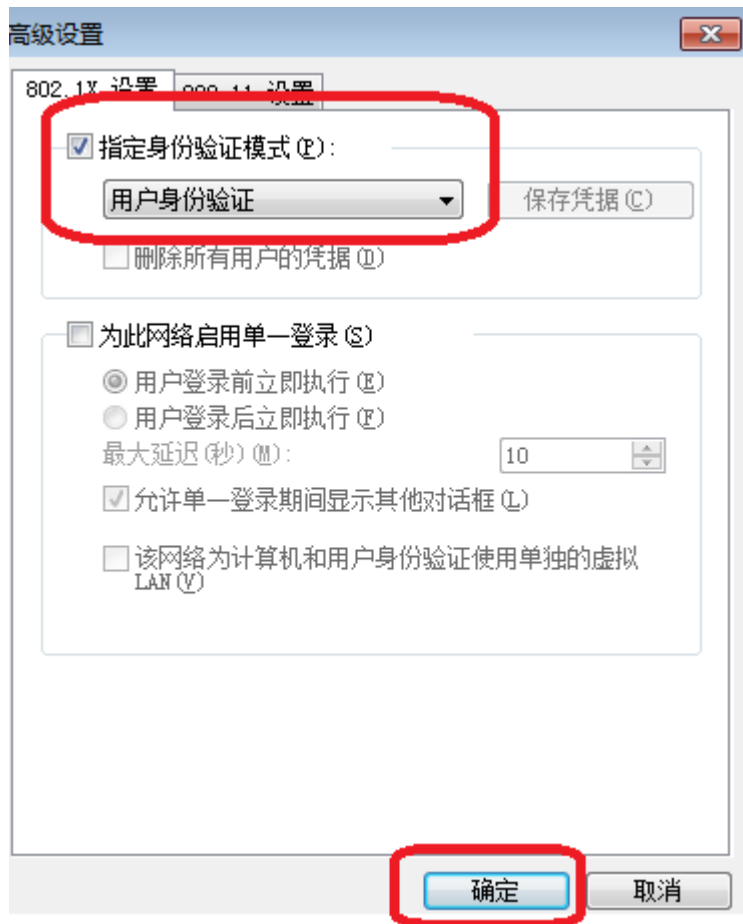 高级设置
802.1X 设置
802.11 设置
指定身份验证模式(P):
用户身份验证
保存凭据(C)
删除所有用户的凭据(D)
为此网络启用单一登录(S)
用户登录前立即执行(E)
用户登录后立即执行(F)
最大延迟(秒)(M):
10
允许单一登录期间显示其他对话框(L)
该网络为计算机和用户身份验证使用单独的虚拟
LAN(V)
确定
取消